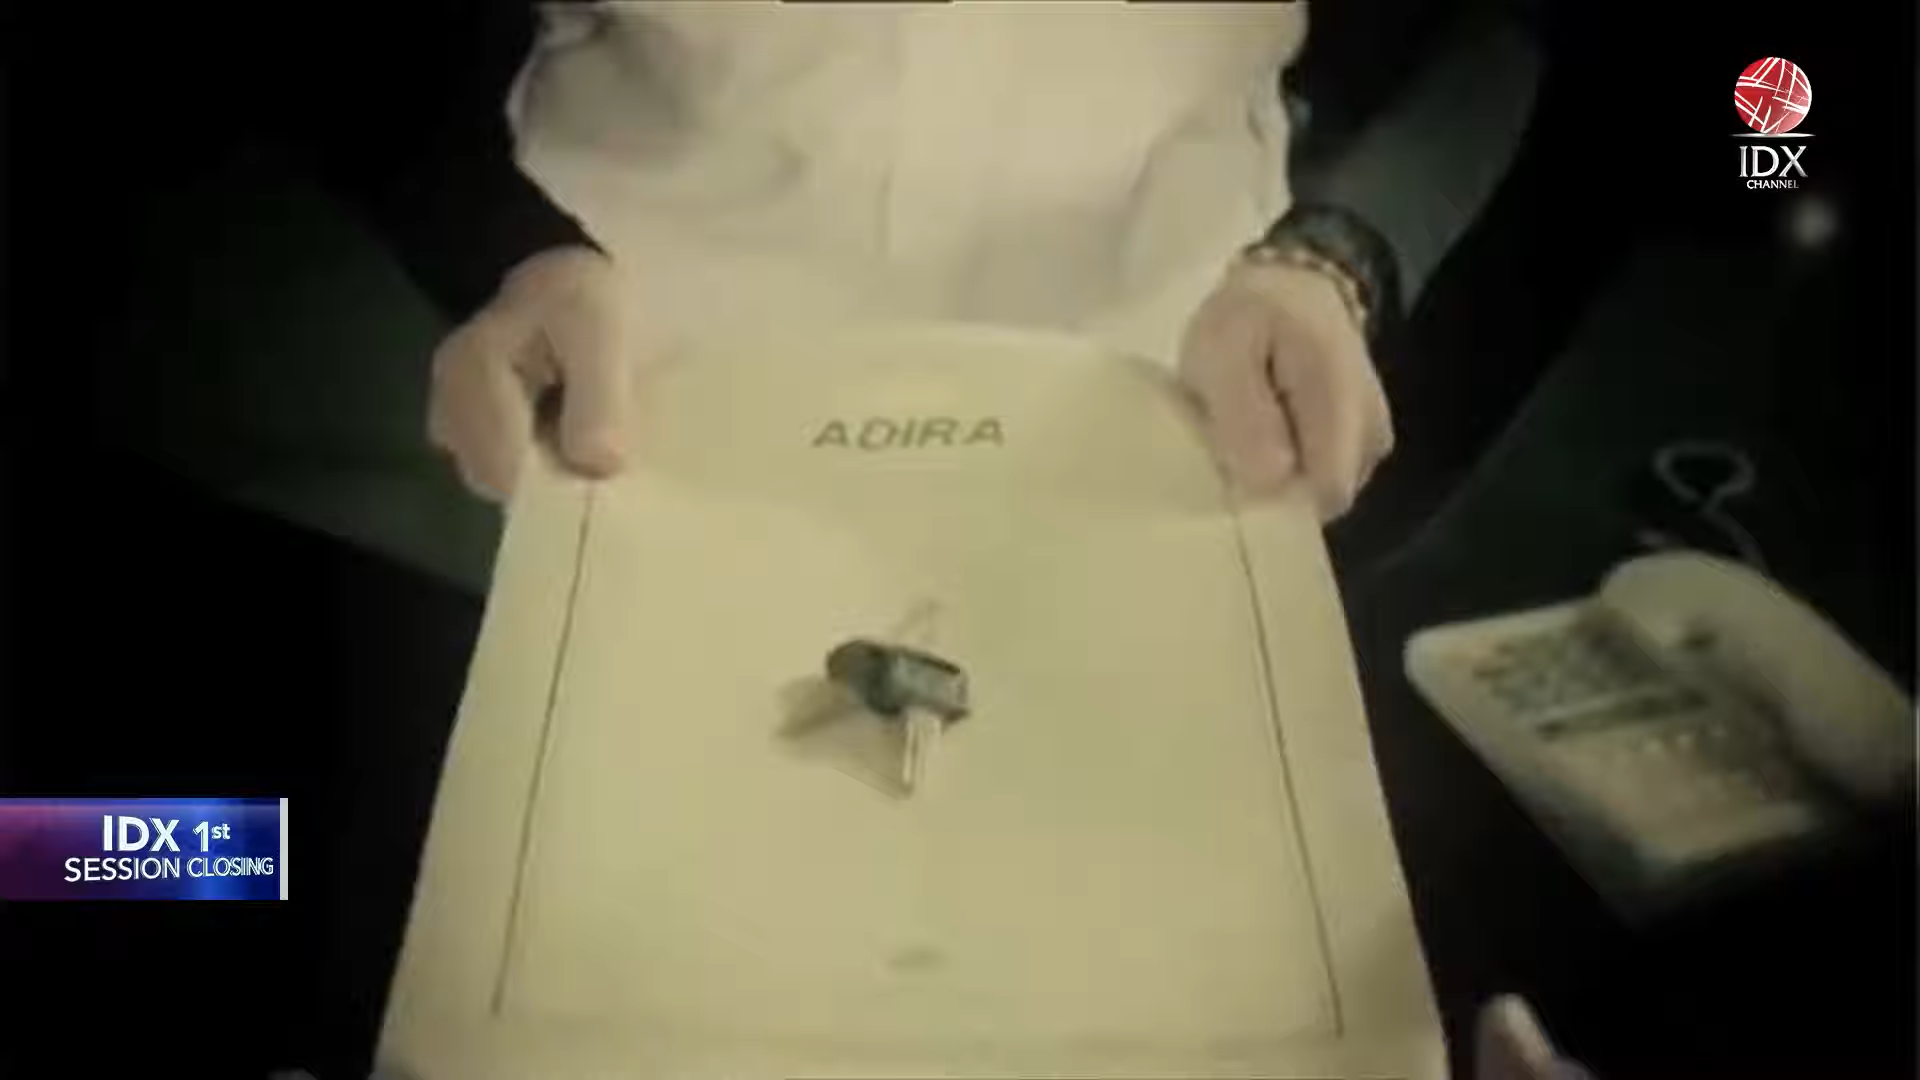 IDX
CHANNEL
ADIRA
IDX 1st
SESSION CLOSING